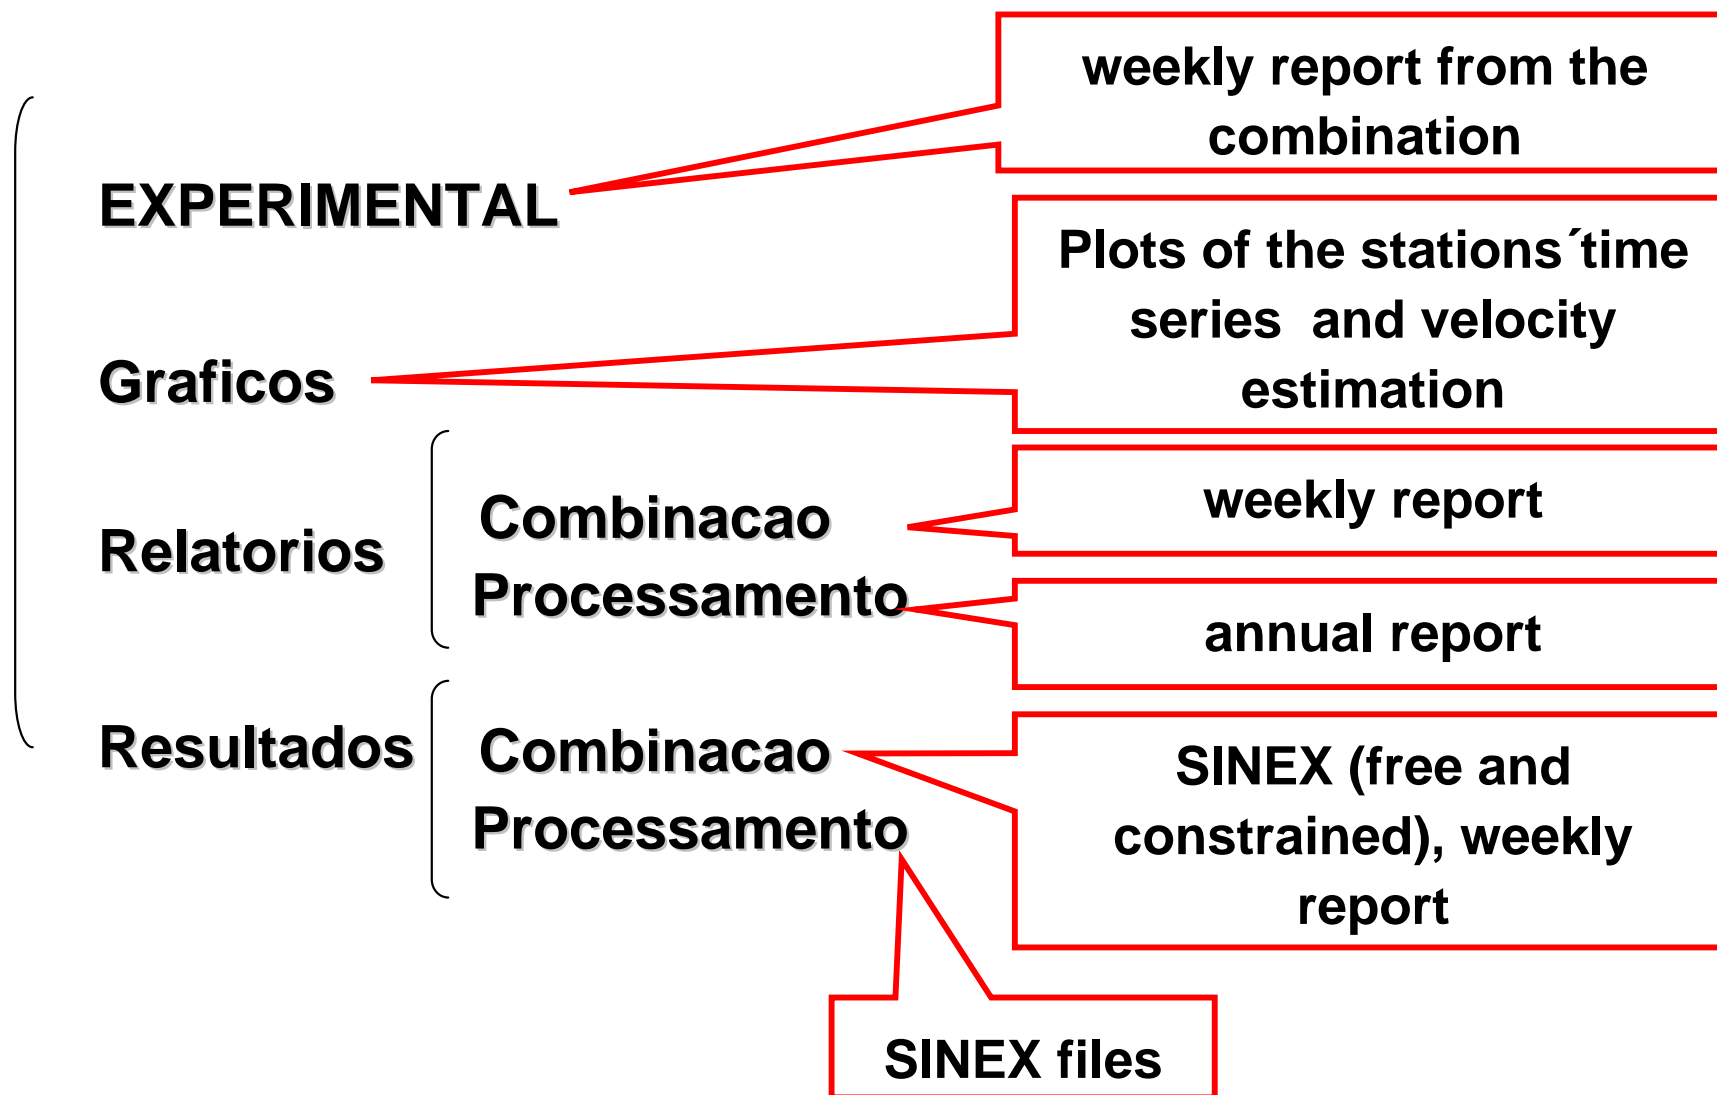 weekly report from the
combination
EXPERIMENTAL
Plots of the stations´time
series  and velocity
estimation
Graficos
Relatorios
Combinacao
weekly report
Processamento
annual report
Resultados
Combinacao
SINEX (free and
constrained), weekly
report
Processamento
SINEX files